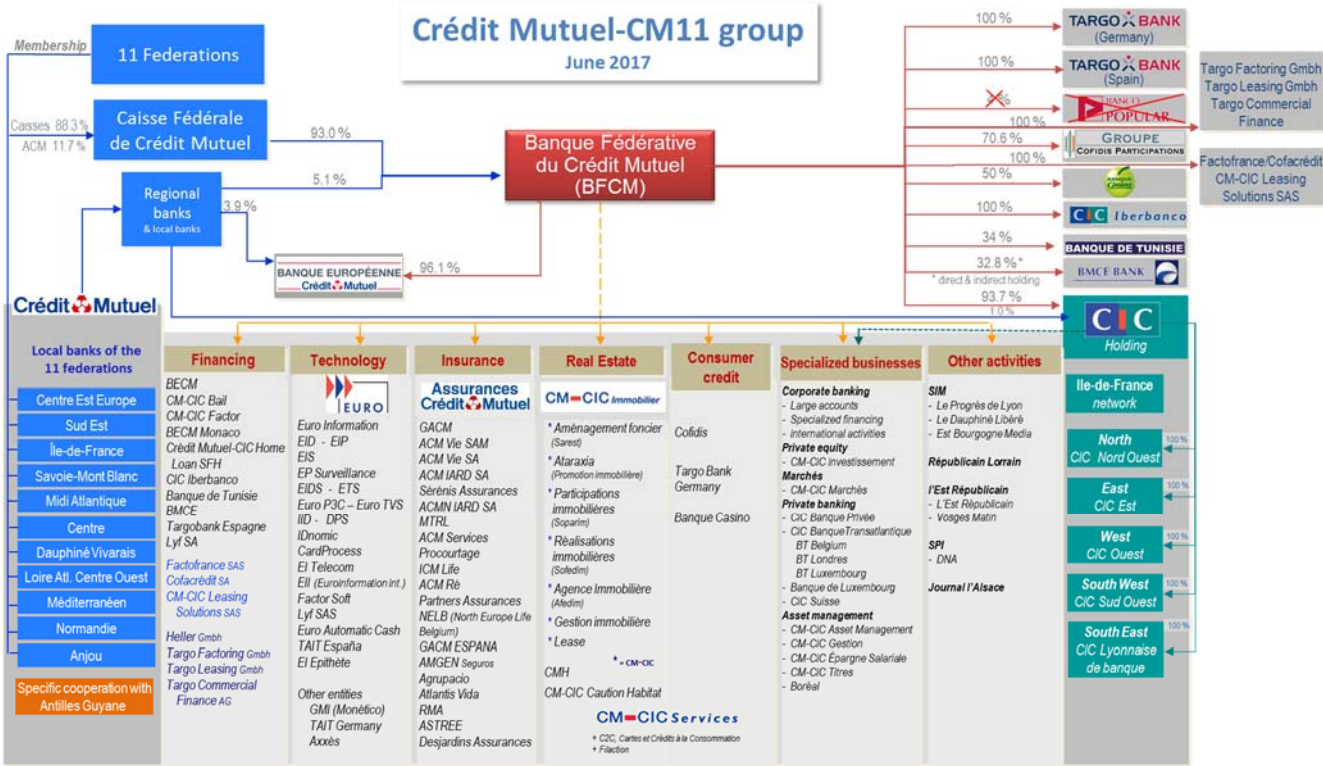 Crédit Mutuel-CM11 group
June 2017
Membership
11 Federations
Caisses 88.3%
ACM 11.7%
Caisse Fédérale
de Crédit Mutuel
93.0%
Regional
banks
& local banks
5.1%
3.9%
Banque Fédérative
du Crédit Mutuel
(BFCM)
BANQUE EUROPÉENNE
Crédit Mutuel
96.1%
100 %
TARGO BANK
(Germany)
100 %
TARGO BANK
(Spain)
BANCO
POPULAR
100 %
Targo Factoring Gmbh
Targo Leasing Gmbh
Targo Commercial
Finance
70.6 %
GROUPE
COFIDIS PARTICIPATIONS
100 %
Factofrance/Cofacrédit
CM-CIC Leasing
Solutions SAS
50 %
100 %
CIC Iberbanco
34 %
BANQUE DE TUNISIE
32.8 % *
BMCE BANK
* direct & indirect holding
93.7 %
1.0 %
CIC
Holding
Crédit Mutuel
Local banks of the
11 federations
Centre Est Europe
Sud Est
Île-de-France
Savoie-Mont Blanc
Midi Atlantique
Centre
Dauphiné Vivarais
Loire Atl. Centre Ouest
Méditerranéen
Normandie
Anjou
Specific cooperation with
Antilles Guyane
Financing
BECM
CM-CIC Bail
CM-CIC Factor
BECM Monaco
Crédit Mutuel-CIC Home
Loan SFH
CIC Iberbanco
Banque de Tunisie
BMCE
Targobank Espagne
Lyf SA
Factofrance SAS
Cofacrédit SA
CM-CIC Leasing
Solutions SAS
Heller Gmbh
Targo Factoring Gmbh
Targo Leasing Gmbh
Targo Commercial
Finance AG
Technology
EURO
Euro Information
EID - EIP
EIS
EP Surveillance
EIDS - ETS
Euro P3C – Euro TVS
IID - DPS
IDnomic
CardProcess
EI Telecom
EII (Euroinformation int.)
Factor Soft
Lyf SAS
Euro Automatic Cash
TAIT España
EI Epithète
Other entities
GMI (Monètico)
TAIT Germany
Axxès
Insurance
Assurances
Crédit Mutuel
GACM
ACM Vie SAM
ACM Vie SA
ACM IARD SA
Sérènis Assurances
ACMN IARD SA
MTRL
ACM Services
Procourtage
ICM Life
ACM Rè
Partners Assurances
NELB (North Europe Life
Belgium)
GACM ESPANA
AMGEN Seguros
Agrupacio
Atlantis Vida
RMA
ASTREE
Desjardins Assurances
Real Estate
CM-CIC Immobilier
* Amènagement foncier
(Sarest)
* Ataraxia
(Promotion immobilière)
* Participations
immobilières
(Soparim)
* Rèalisations
immobilières
(Sofedim)
* Agence Immobilière
(Afedim)
* Gestion immobilière
* Lease
* = CM-CIC
CMH
CM-CIC Caution Habitat
CM-CIC Services
+ C2C, Cartes et Crédits à la Consommation
+ Filaction
Consumer
credit
Cofidis
Targo Bank
Germany
Banque Casino
Specialized businesses
Corporate banking
- Large accounts
- Specialized financing
- International activities
Private equity
- CM-CIC Investissement
Marchés
- CM-CIC Marchès
Private banking
- CIC Banque Privée
- CIC BanqueTransatlantique
BT Belgium
BT Londres
BT Luxembourg
- Banque de Luxembourg
- CIC Suisse
Asset management
- CM-CIC Asset Management
- CM-CIC Gestion
- CM-CIC Épargne Salariale
- CM-CIC Titres
- Boréal
Other activities
SIM
- Le Progrès de Lyon
- Le Dauphiné Libéré
- Est Bourgogne Media
Républicain Lorrain
l'Est Républicain
- L'Est Rèpublicain
- Vosges Matin
SPI
- DNA
Journal l'Alsace
Ile-de-France
network
North
CIC Nord Ouest
100 %
East
CIC Est
100 %
West
CIC Ouest
100 %
South West
CIC Sud Ouest
100 %
South East
CIC Lyonnaise
de banque
100 %